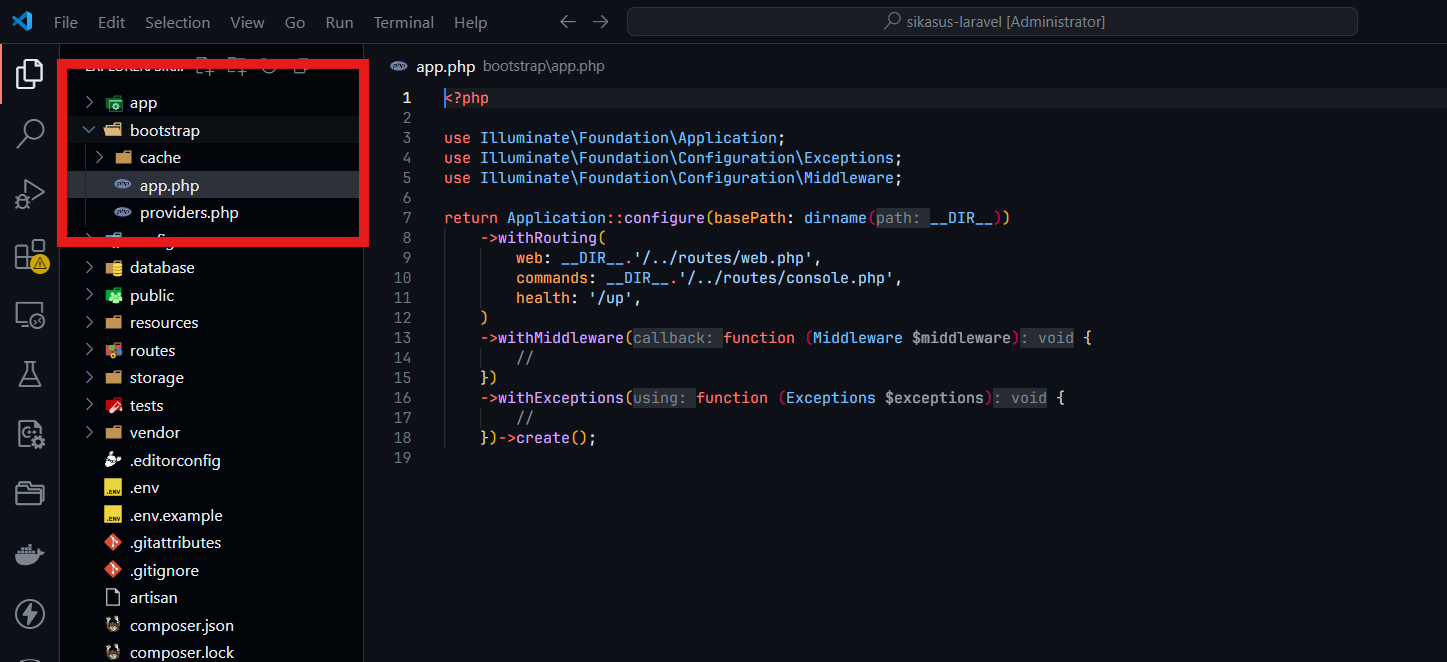 File Edit Selection View Go Run Terminal Help
sikasus-laravel [Administrator]
app.php bootstrap\app.php
app
bootstrap
cache
app.php
providers.php
database
public
resources
routes
storage
tests
vendor
.editorconfig
.env
.env.example
.gitattributes
.gitignore
artisan
composer.json
composer.lock
1 <?php
2
3 use Illuminate\Foundation\Application;
4 use Illuminate\Foundation\Configuration\Exceptions;
5 use Illuminate\Foundation\Configuration\Middleware;
6
7 return Application::configure(basePath: dirname(path: __DIR__))
8 ->withRouting(
9 web: __DIR__.'/../routes/web.php',
10 commands: __DIR__.'/../routes/console.php',
11 health: '/up',
12 )
13 ->withMiddleware(callback: function (Middleware $middleware): void {
14 //
15 })
16 ->withExceptions(using: function (Exceptions $exceptions): void {
17 //
18 })->create();
19